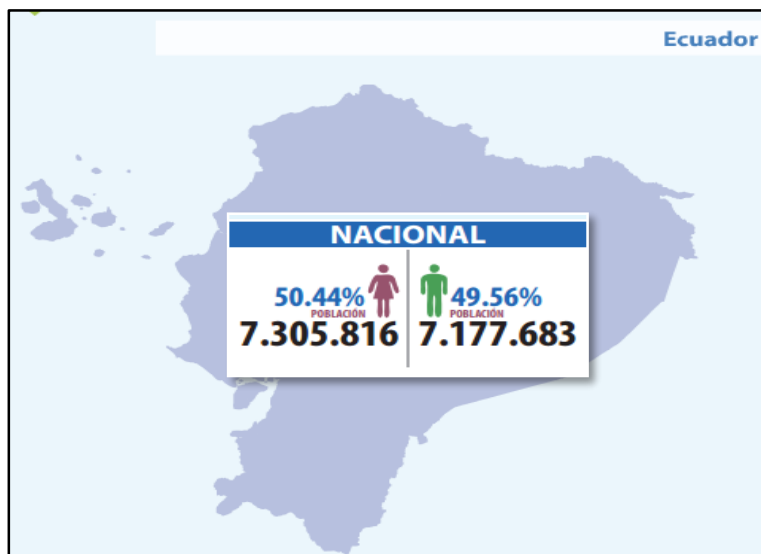 Ecuador
NACIONAL
50.44% 49.56%
POBLACIÓN POBLACIÓN
7.305.816 7.177.683